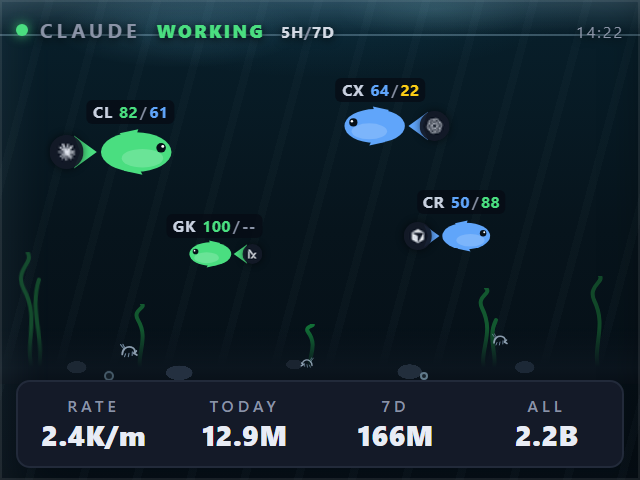 CLAUDE WORKING 5H/7D 14:22
CX 64/22
CL 82/61
CR 50/88
GK 100/--
RATE TODAY 7D ALL
2.4K/m 12.9M 166M 2.2B